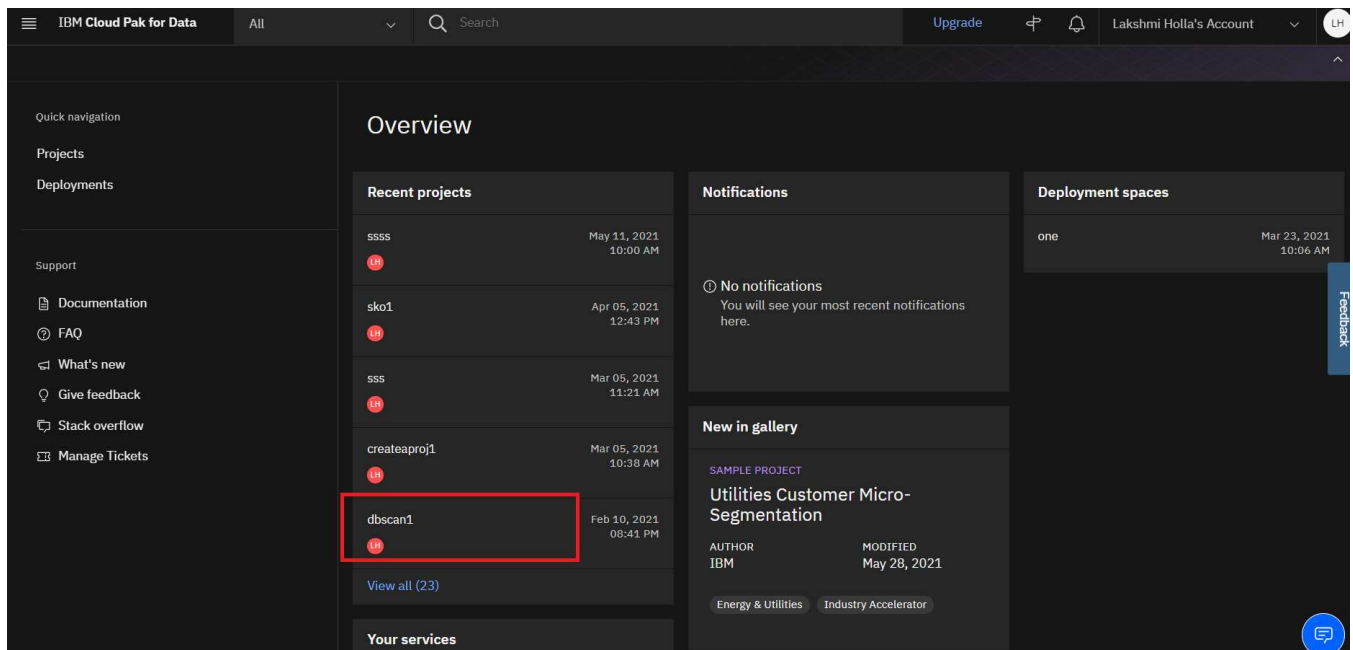 IBM Cloud Pak for Data
All
Search
Upgrade
Lakshmi Holla's Account
LH
Quick navigation
Projects
Deployments
Support
Documentation
FAQ
What's new
Give feedback
Stack overflow
Manage Tickets
Overview
Recent projects
ssss
May 11, 2021
10:00 AM
LH
sko1
Apr 05, 2021
12:43 PM
LH
sss
Mar 05, 2021
11:21 AM
LH
createaproj1
Mar 05, 2021
10:38 AM
LH
dbscan1
Feb 10, 2021
08:41 PM
LH
View all (23)
Your services
Notifications
No notifications
You will see your most recent notifications
here.
New in gallery
SAMPLE PROJECT
Utilities Customer Micro-
Segmentation
AUTHOR
IBM
MODIFIED
May 28, 2021
Energy & Utilities
Industry Accelerator
Deployment spaces
one
Mar 23, 2021
10:06 AM
Feedback